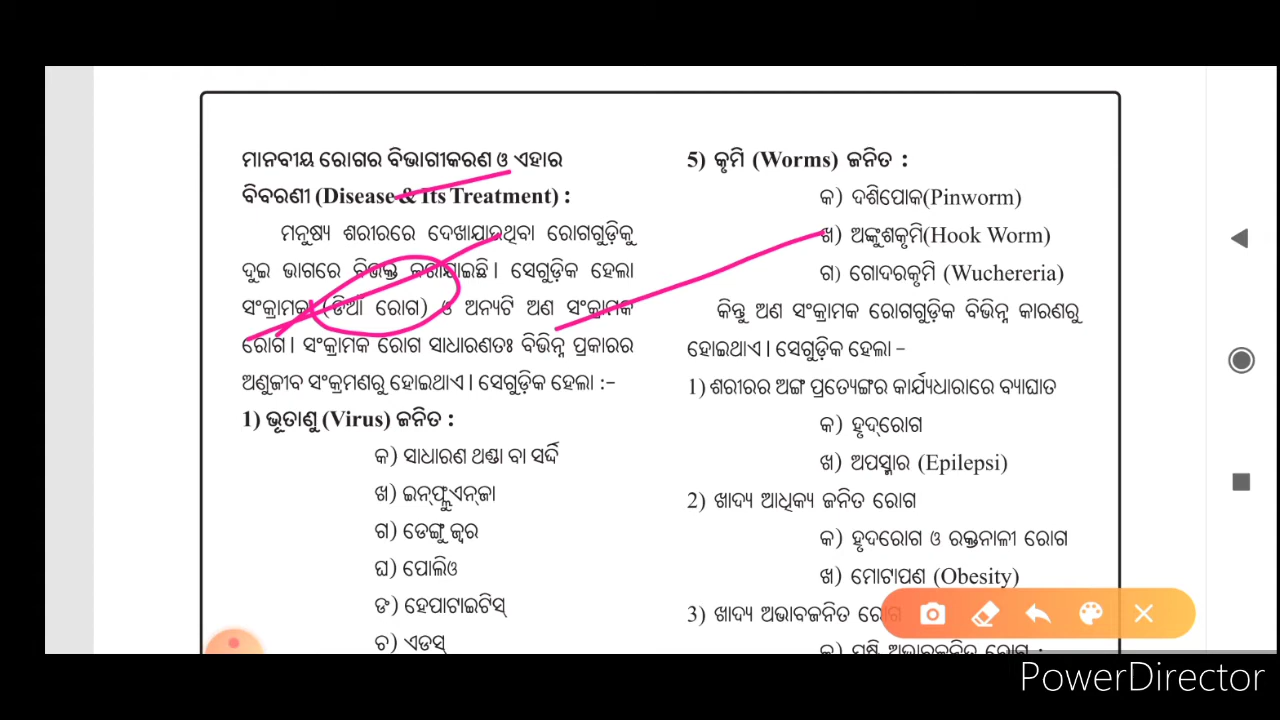 ମାନବୀୟ ରୋଗର ବିଭାଗୀକରଣ ଓ ଏହାର
ବିବରଣୀ (Disease & Its Treatment) :
ମନୁଷ୍ୟ ଶରୀରରେ ଦେଖାଯାଉଥିବା ରୋଗଗୁଡ଼ିକୁ
ଦୁଇ ଭାଗରେ ବିଭକ୍ତ କରାଯାଇଛି। ସେଗୁଡ଼ିକ ହେଲା
ସଂକ୍ରାମକ (ଡିଆଁ ରୋଗ) ଓ ଅନ୍ୟଟି ଅଣ ସଂକ୍ରାମକ
ରୋଗ। ସଂକ୍ରାମକ ରୋଗ ସାଧାରଣତଃ ବିଭିନ୍ନ ପ୍ରକାରର
ଅଣୁଜୀବ ସଂକ୍ରମଣରୁ ହୋଇଥାଏ। ସେଗୁଡ଼ିକ ହେଲା :-
1) ଭୂତାଣୁ (Virus) ଜନିତ :
କ) ସାଧାରଣ ଥଣ୍ଡା ବା ସର୍ଦ୍ଦି
ଖ) ଇନ୍‌ଫ୍ଲୁଏନ୍‌ଜା
ଗ) ଡେଙ୍ଗୁ ଜ୍ୱର
ଘ) ପୋଲିଓ
ଙ) ହେପାଟାଇଟିସ୍
ଚ) ଏଡସ୍
5) କୃମି (Worms) ଜନିତ :
କ) ଦଶିପୋକ(Pinworm)
ଖ) ଅଙ୍କୁଶକୃମି(Hook Worm)
ଗ) ଗୋଦରକୃମି (Wuchereria)
କିନ୍ତୁ ଅଣ ସଂକ୍ରାମକ ରୋଗଗୁଡ଼ିକ ବିଭିନ୍ନ କାରଣରୁ
ହୋଇଥାଏ। ସେଗୁଡ଼ିକ ହେଲା -
1) ଶରୀରର ଅଙ୍ଗ ପ୍ରତ୍ୟେଙ୍ଗର କାର୍ଯ୍ୟଧାରାରେ ବ୍ୟାଘାତ
କ) ହୃଦ୍‌ରୋଗ
ଖ) ଅପସ୍ମାର (Epilepsi)
2) ଖାଦ୍ୟ ଆଧିକ୍ୟ ଜନିତ ରୋଗ
କ) ହୃଦରୋଗ ଓ ରକ୍ତନାଳୀ ରୋଗ
ଖ) ମୋଟାପଣ (Obesity)
3) ଖାଦ୍ୟ ଅଭାବଜନିତ ରୋଗ
କ) ପୁଷ୍ଟି ଅଭାବଜନିତ ରୋଗ :
PowerDirector